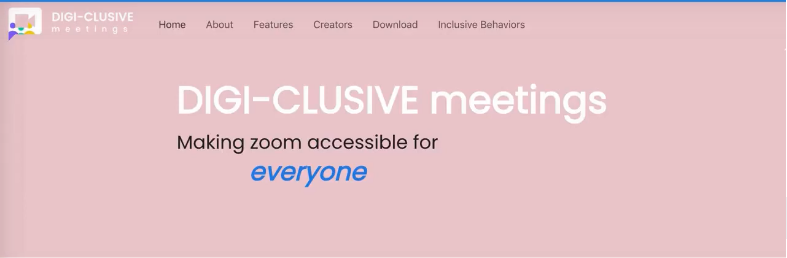 DIGI-CLUSIVE
meetings
Home About Features Creators Download Inclusive Behaviors
DIGI-CLUSIVE meetings
Making zoom accessible for
everyone